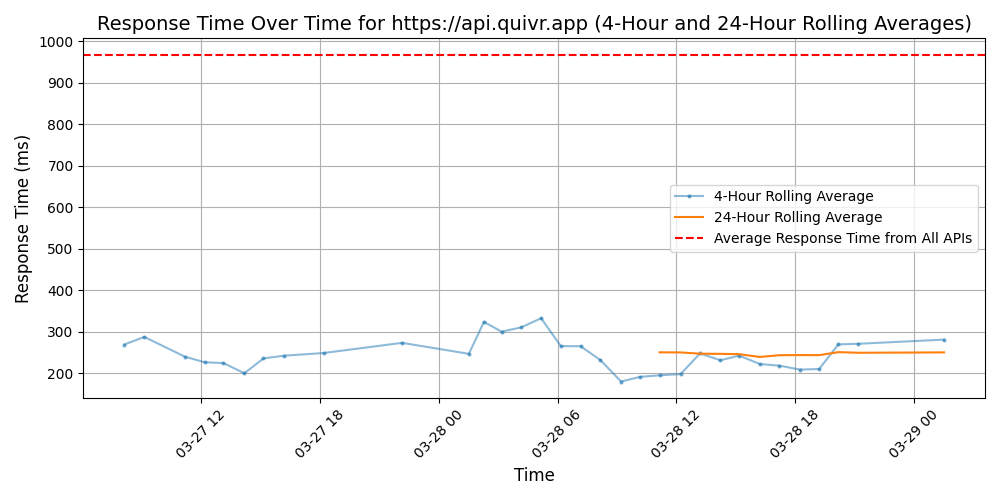 Response Time Over Time for https://api.quivr.app (4-Hour and 24-Hour Rolling Averages)
Response Time (ms)
1000
900
800
700
600
500
400
300
200
4-Hour Rolling Average
24-Hour Rolling Average
Average Response Time from All APIs
03-27 12
03-27 18
03-28 00
03-28 06
03-28 12
03-28 18
03-29 00
Time